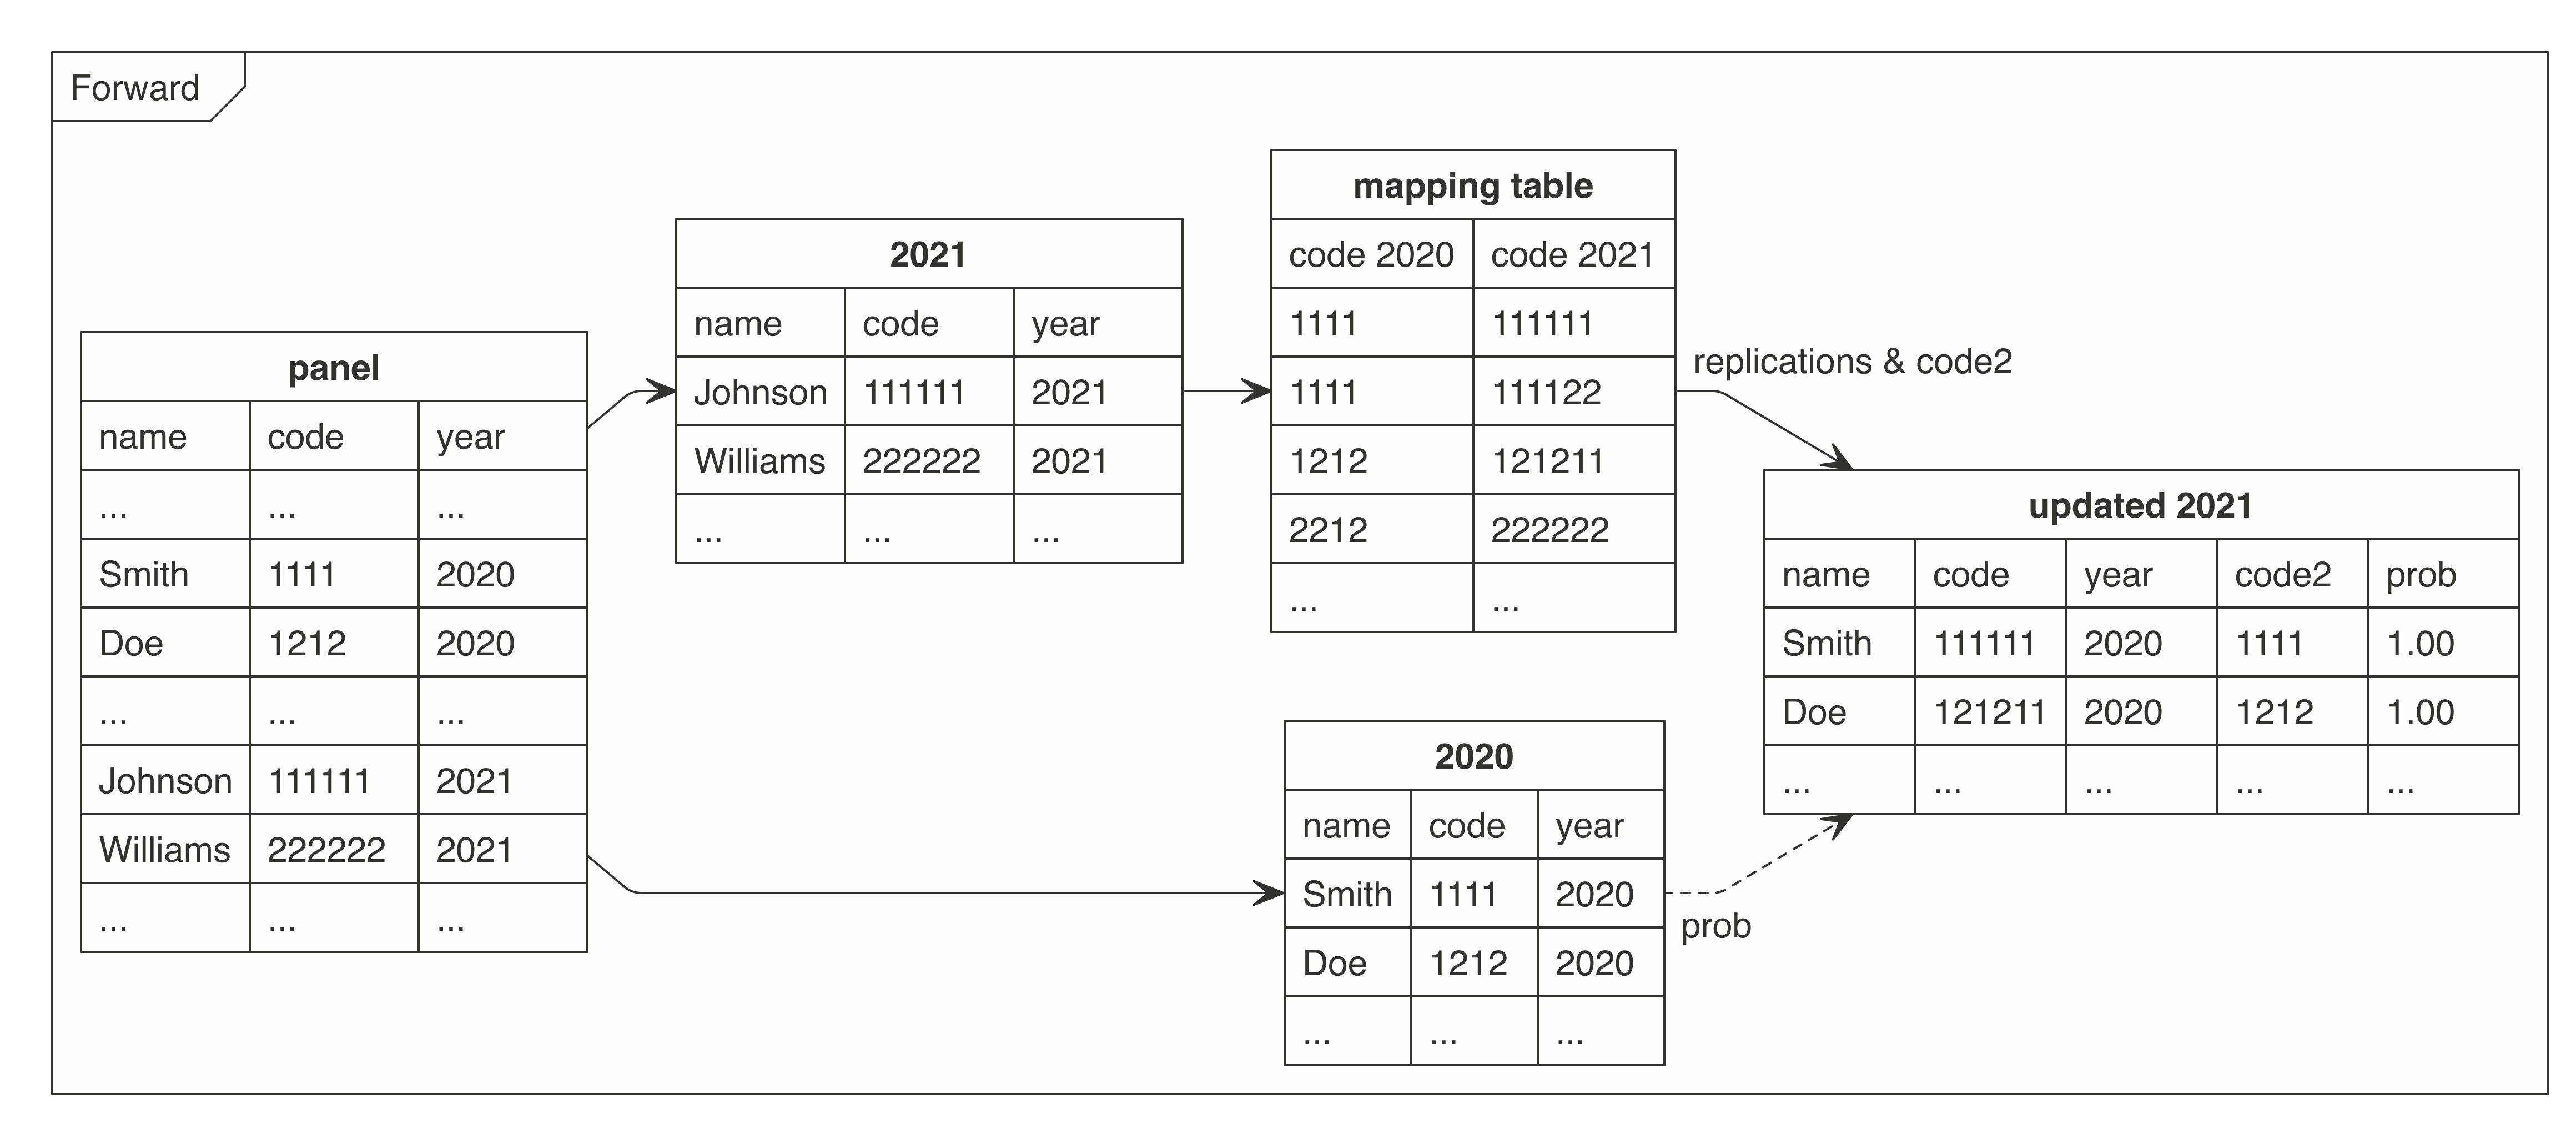 Forward
panel
name code year
... ... ...
Smith 1111 2020
Doe 1212 2020
... ... ...
Johnson 111111 2021
Williams 222222 2021
... ... ...
2021
name code year
Johnson 111111 2021
Williams 222222 2021
... ... ...
mapping table
code 2020 code 2021
1111 111111
1111 111122
1212 121211
2212 222222
... ...
replications & code2
2020
name code year
Smith 1111 2020
Doe 1212 2020
... ... ...
prob
updated 2021
name code year code2 prob
Smith 111111 2020 1111 1.00
Doe 121211 2020 1212 1.00
... ... ... ... ...